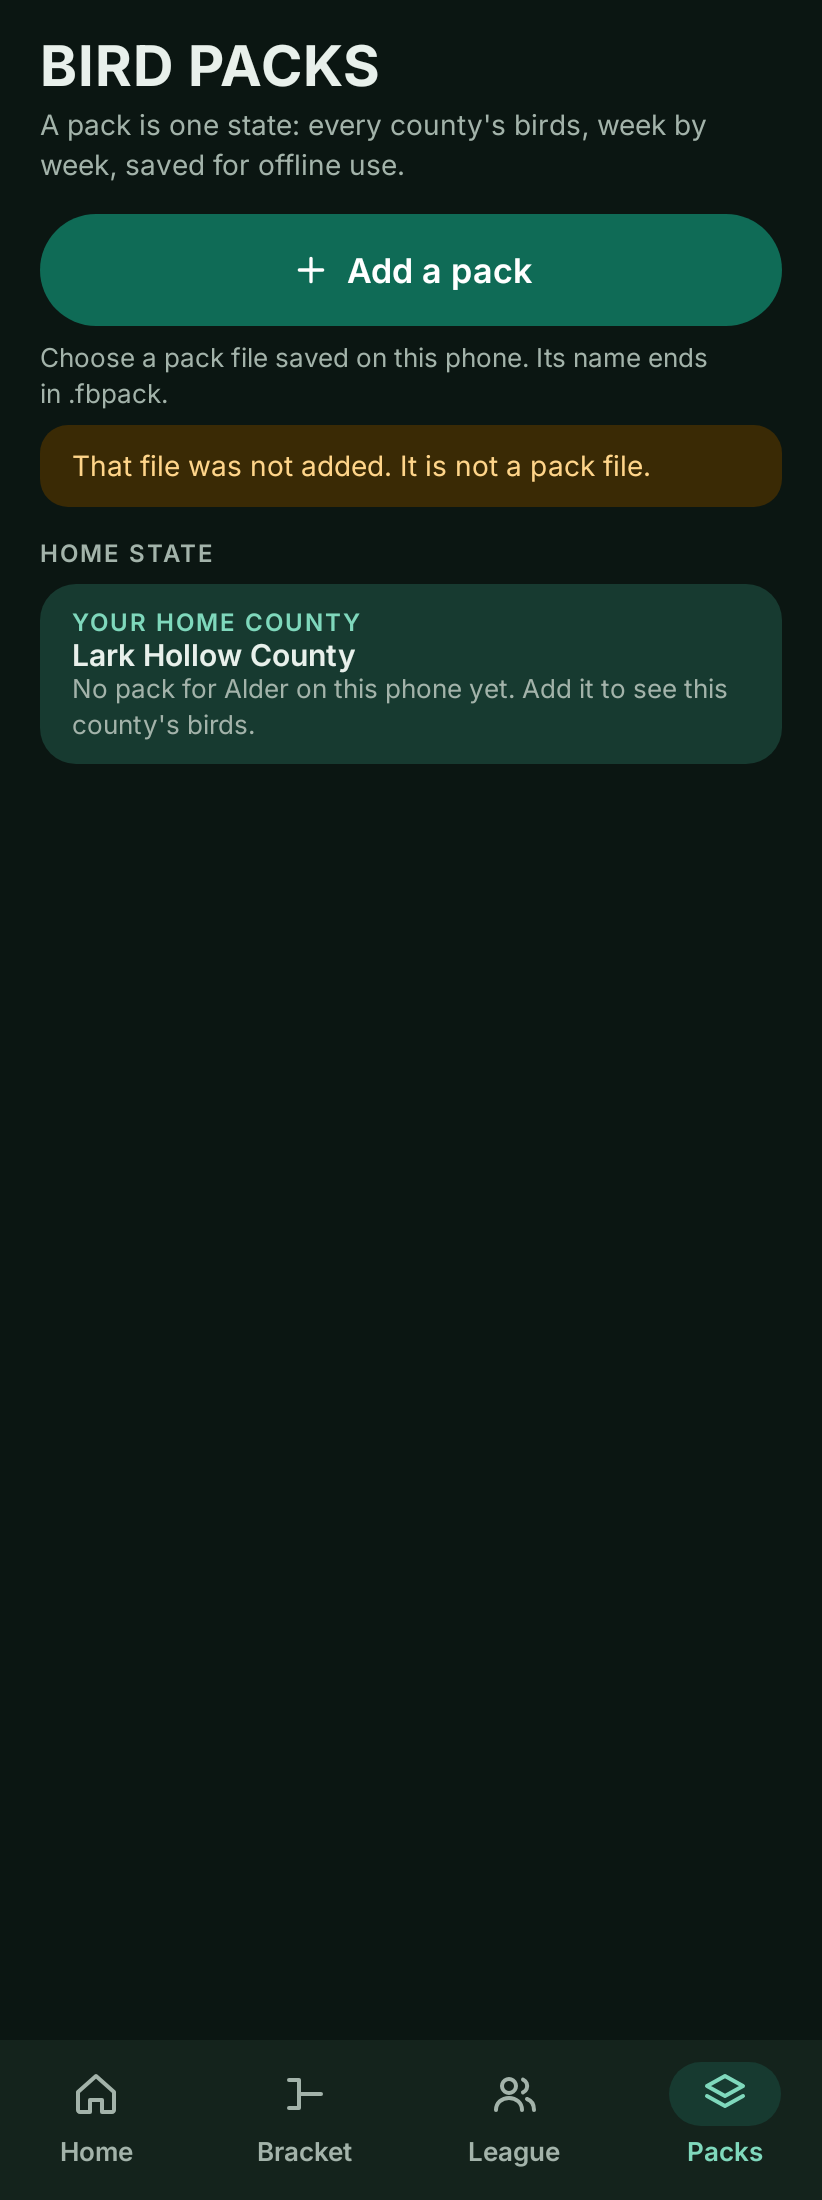 BIRD PACKS
A pack is one state: every county's birds, week by
week, saved for offline use.
Add a pack
Choose a pack file saved on this phone. Its name ends
in .fbpack.
That file was not added. It is not a pack file.
HOME STATE
YOUR HOME COUNTY
Lark Hollow County
No pack for Alder on this phone yet. Add it to see this
county's birds.
Home
Bracket
League
Packs